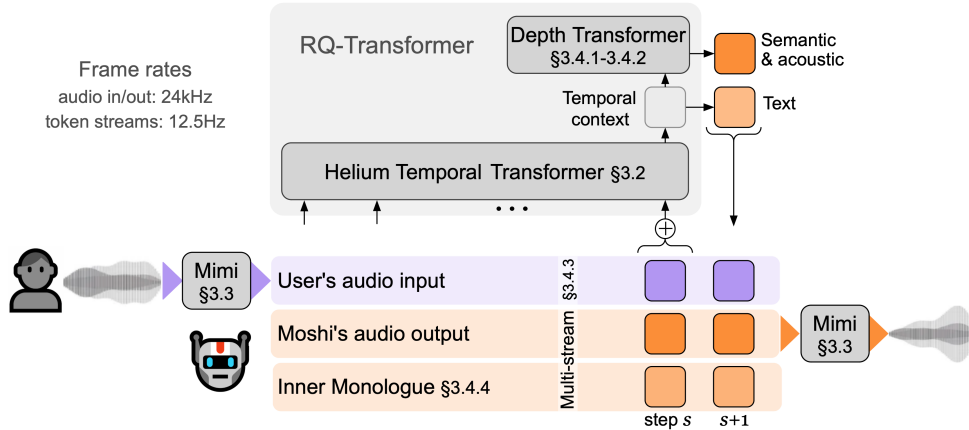 RQ-Transformer
Depth Transformer
§3.4.1-3.4.2
Semantic
& acoustic
Frame rates
audio in/out: 24kHz
token streams: 12.5Hz
Temporal
context
Text
Helium Temporal Transformer §3.2
...
Mimi
§3.3
User's audio input
Moshi's audio output
Inner Monologue §3.4.4
Multi-stream §3.4.3
Mimi
§3.3
step s
s+1